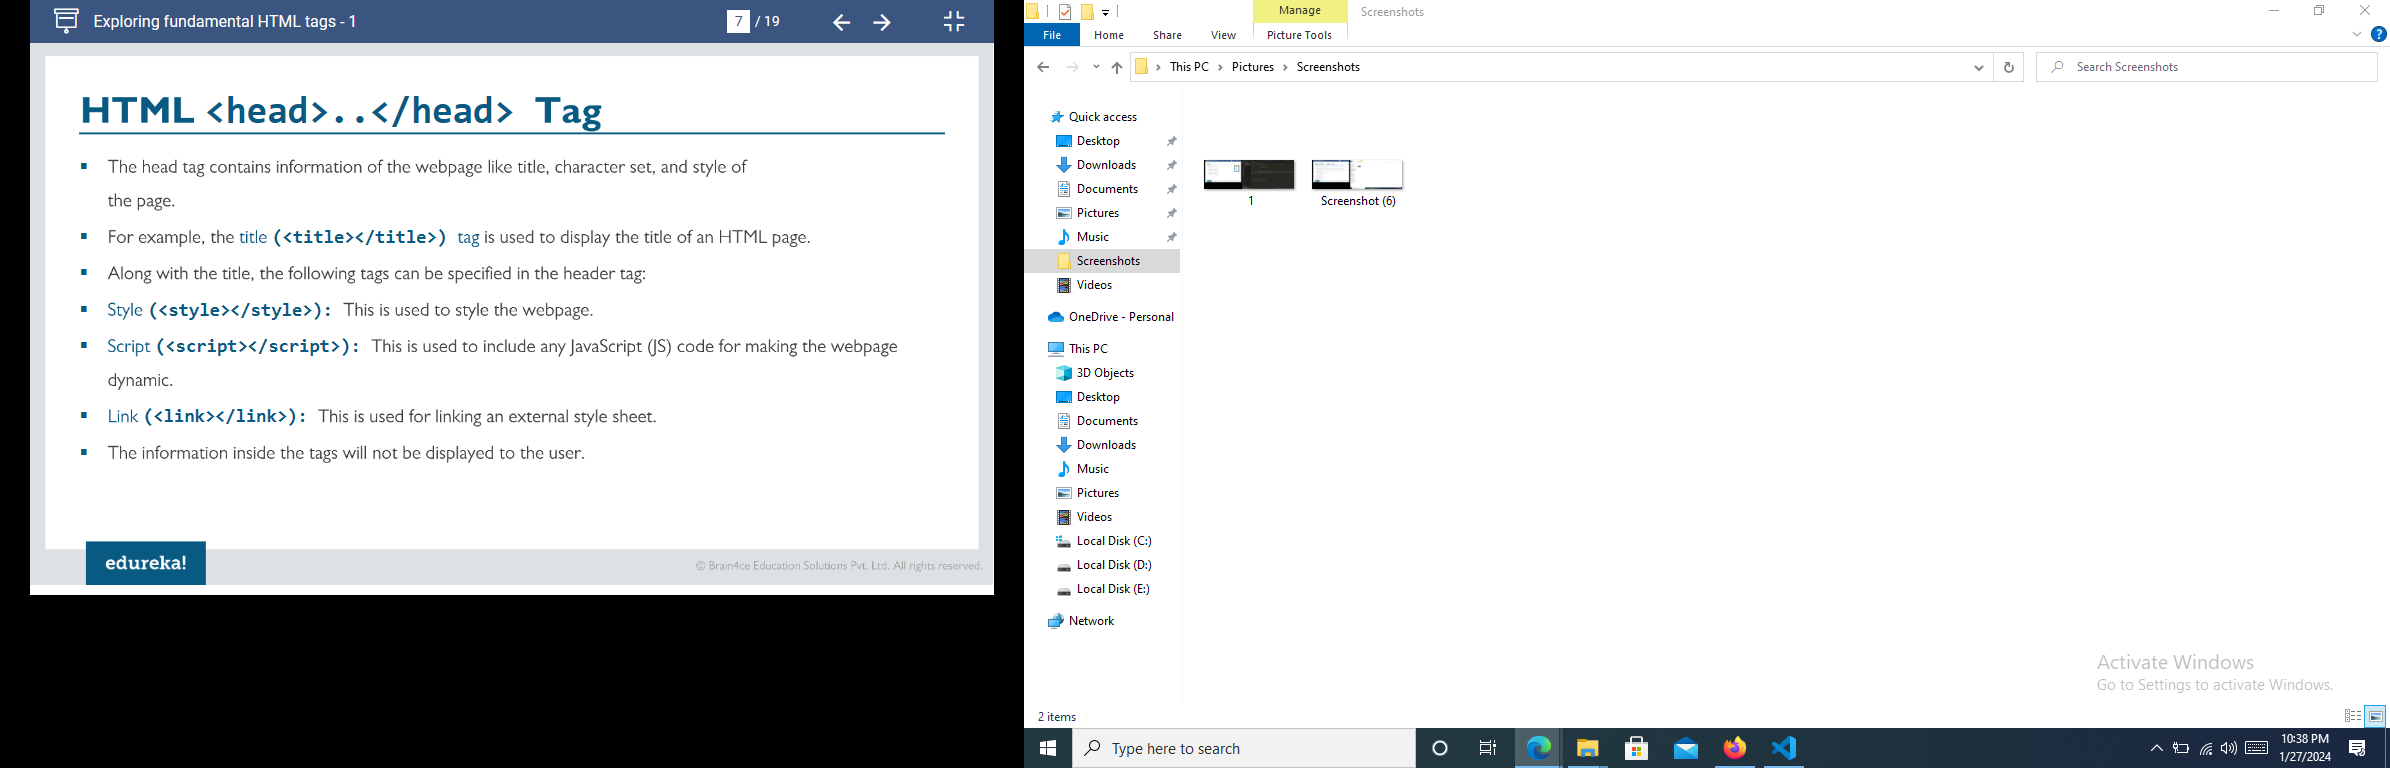 Exploring fundamental HTML tags - 1
7 / 19
HTML <head>..</head> Tag
▪ The head tag contains information of the webpage like title, character set, and style of
the page.
▪ For example, the title (<title></title>) tag is used to display the title of an HTML page.
▪ Along with the title, the following tags can be specified in the header tag:
▪ Style (<style></style>): This is used to style the webpage.
▪ Script (<script></script>): This is used to include any JavaScript (JS) code for making the webpage
dynamic.
▪ Link (<link></link>): This is used for linking an external style sheet.
▪ The information inside the tags will not be displayed to the user.
edureka!
© Brain4ce Education Solutions Pvt. Ltd. All rights reserved.
Manage
Screenshots
File
Home
Share
View
Picture Tools
This PC
Pictures
Screenshots
Search Screenshots
Quick access
Desktop
Downloads
Documents
Pictures
Music
Screenshots
Videos
OneDrive - Personal
This PC
3D Objects
Desktop
Documents
Downloads
Music
Pictures
Videos
Local Disk (C:)
Local Disk (D:)
Local Disk (E:)
Network
1
Screenshot (6)
Activate Windows
Go to Settings to activate Windows.
2 items
Type here to search
10:38 PM
1/27/2024